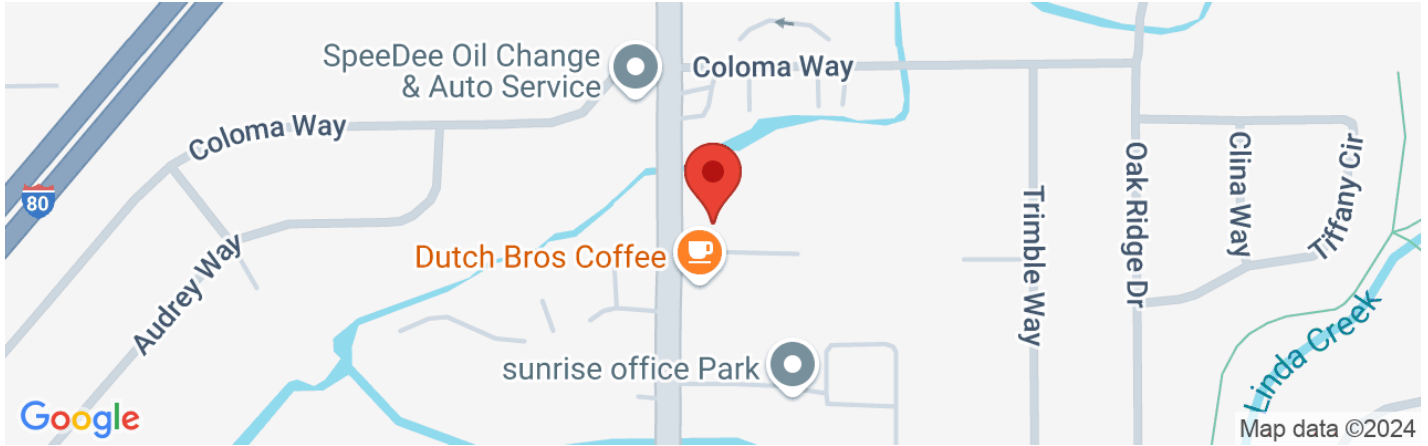 SpeeDee Oil Change
& Auto Service
Coloma Way
Coloma Way
80
Audrey Way
Dutch Bros Coffee
sunrise office Park
Trimble Way
Oak Ridge Dr
Clina Way
Tiffany Cir
Linda Creek
Google
Map data ©2024